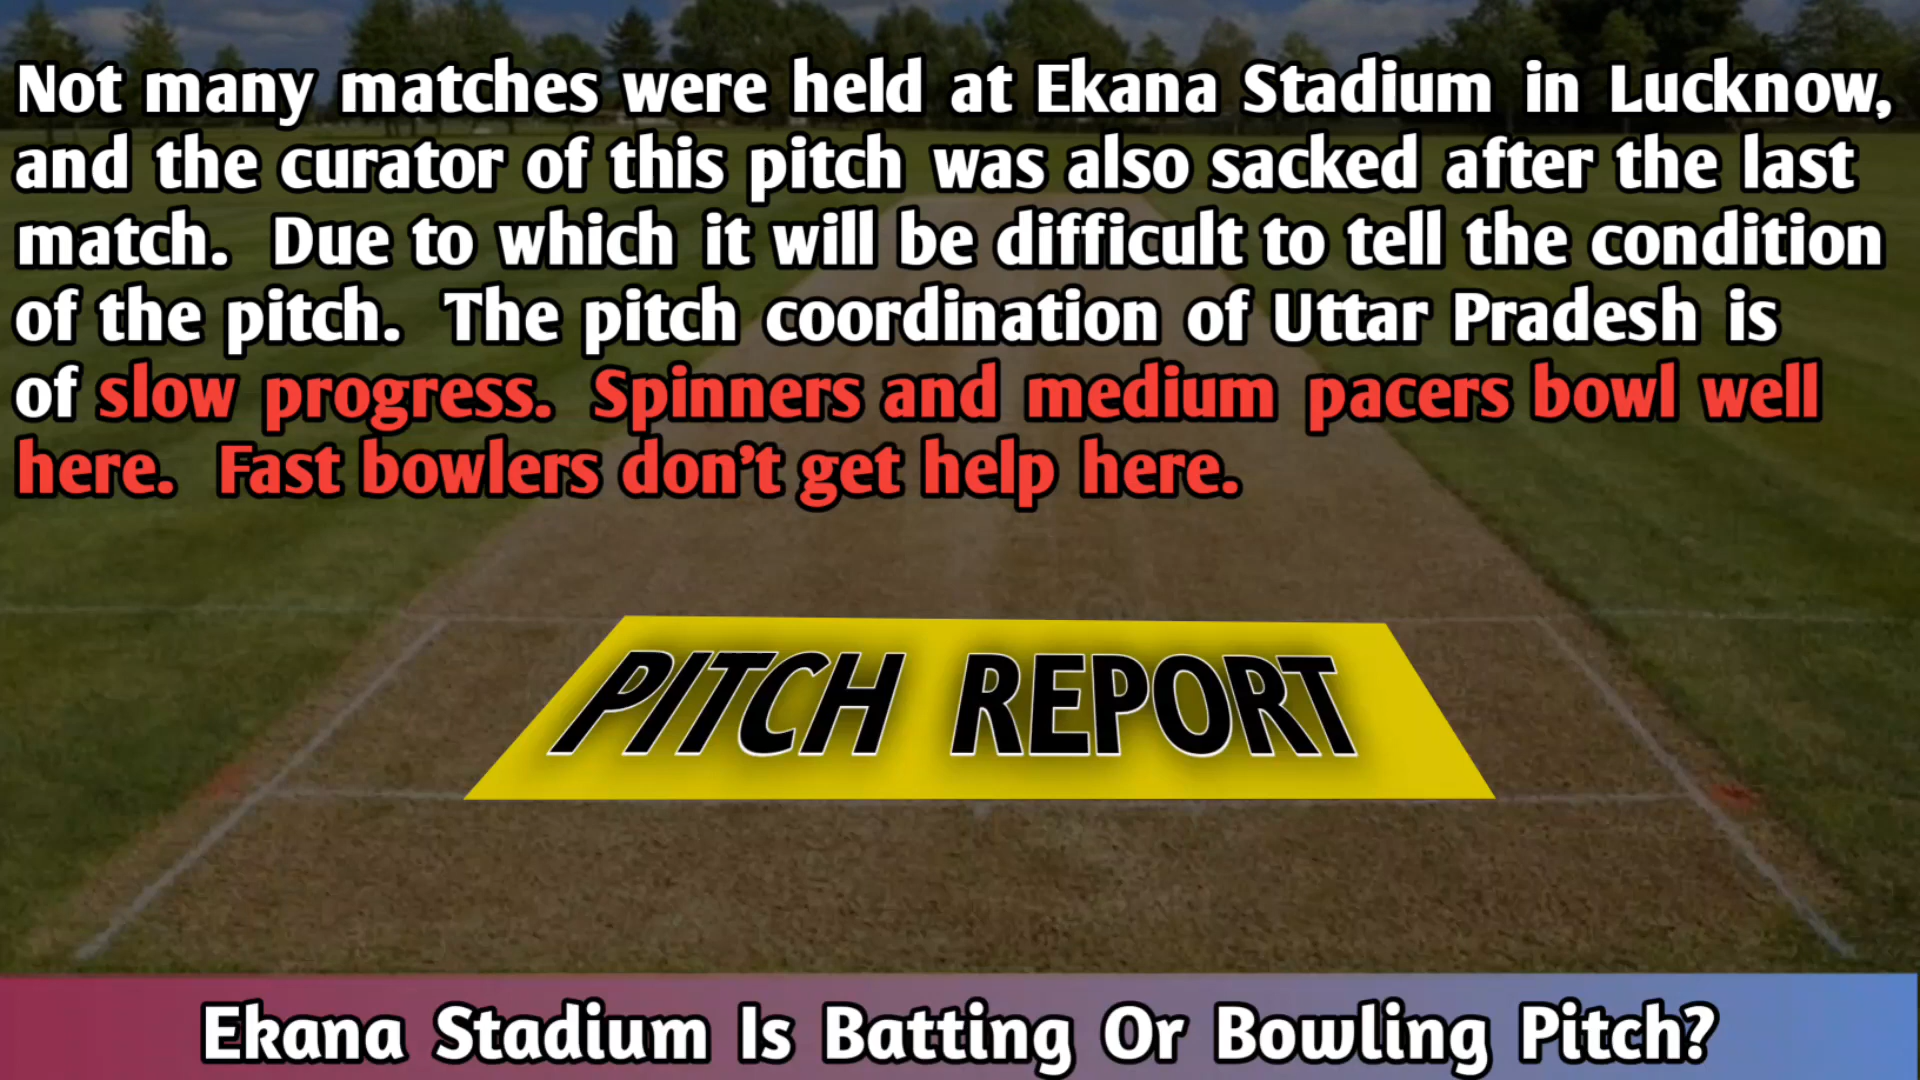 Not many matches were held at Ekana Stadium in Lucknow,
and the curator of this pitch was also sacked after the last
match. Due to which it will be difficult to tell the condition
of the pitch. The pitch coordination of Uttar Pradesh is
of slow progress. Spinners and medium pacers bowl well
here. Fast bowlers don't get help here.
PITCH REPORT
Ekana Stadium Is Batting Or Bowling Pitch?